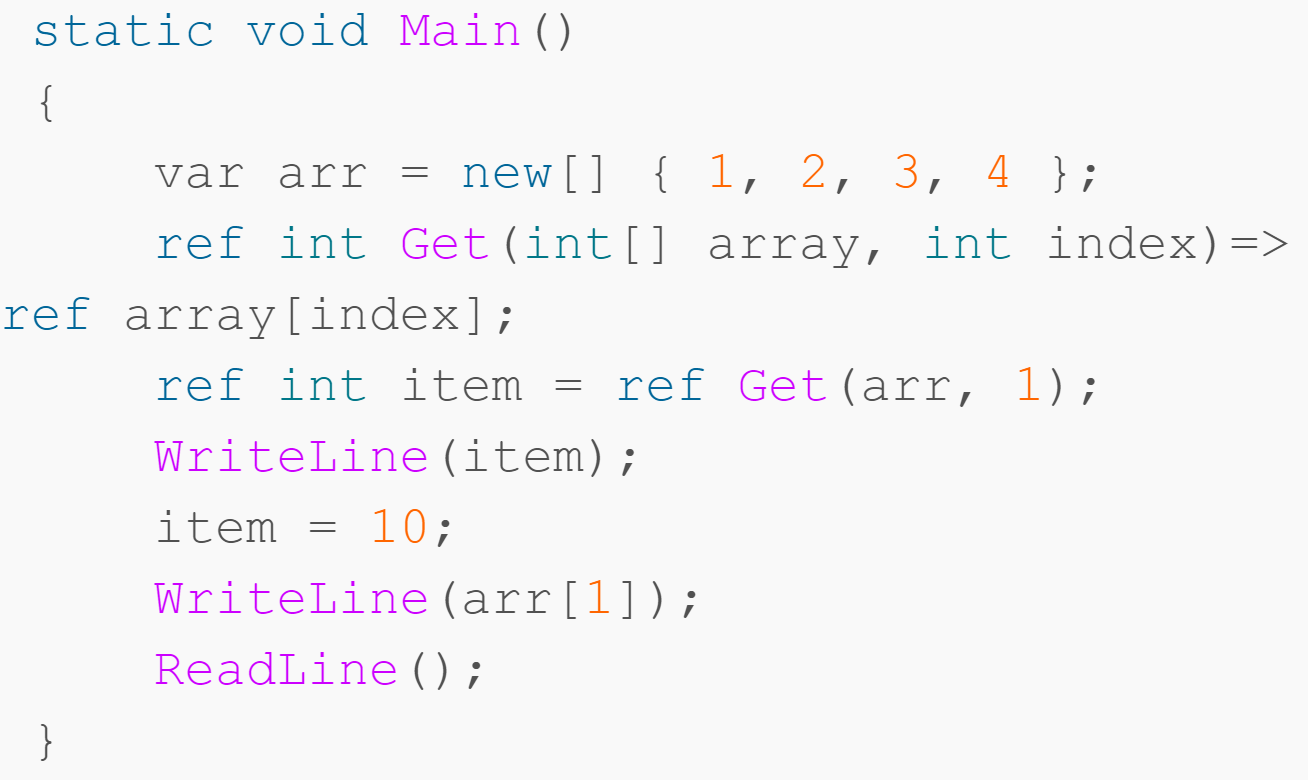 static void Main()
{
var arr = new[] { 1, 2, 3, 4 };
ref int Get(int[] array, int index)=>
ref array[index];
ref int item = ref Get(arr, 1);
WriteLine(item);
item = 10;
WriteLine(arr[1]);
ReadLine();
}